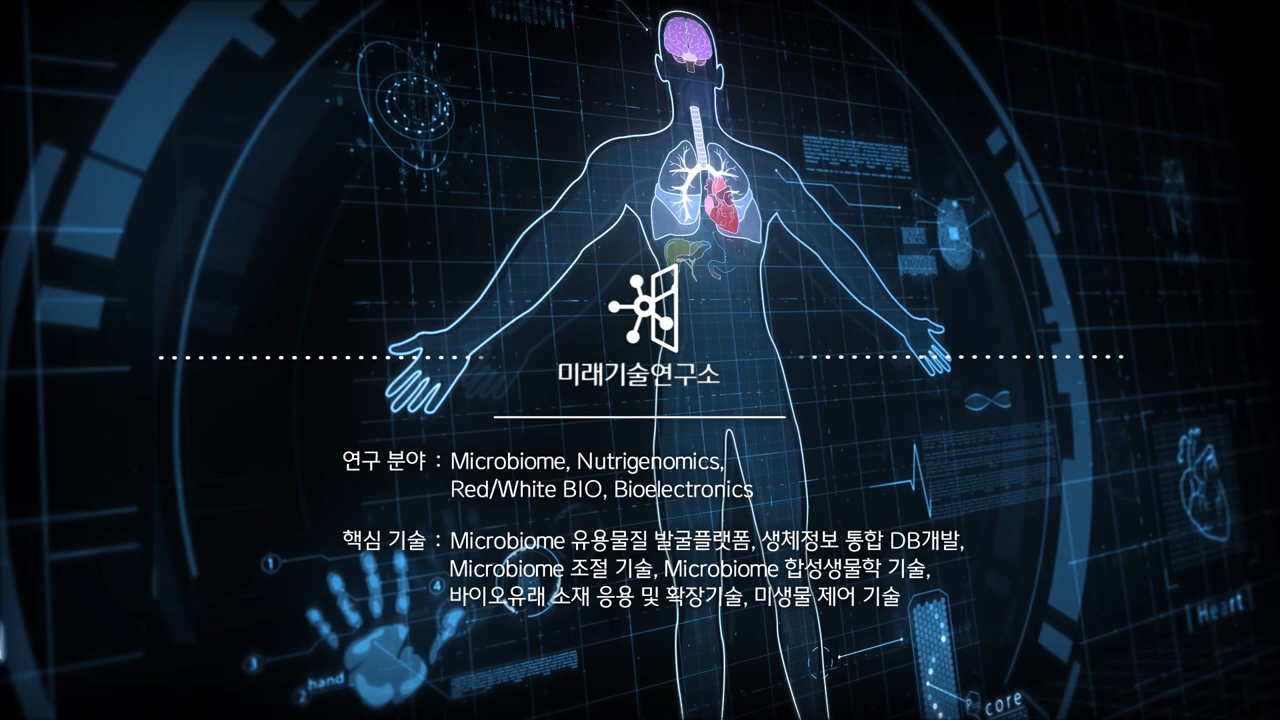 미래기술연구소
연구 분야 : Microbiome, Nutrigenomics,
Red/White BIO, Bioelectronics
핵심 기술 : Microbiome 유용물질 발굴플랫폼, 생체정보 통합 DB개발,
Microbiome 조절 기술, Microbiome 합성생물학 기술,
바이오유래 소재 응용 및 확장기술, 미생물 제어 기술
1
4
3
2 hand
[Heart]
core